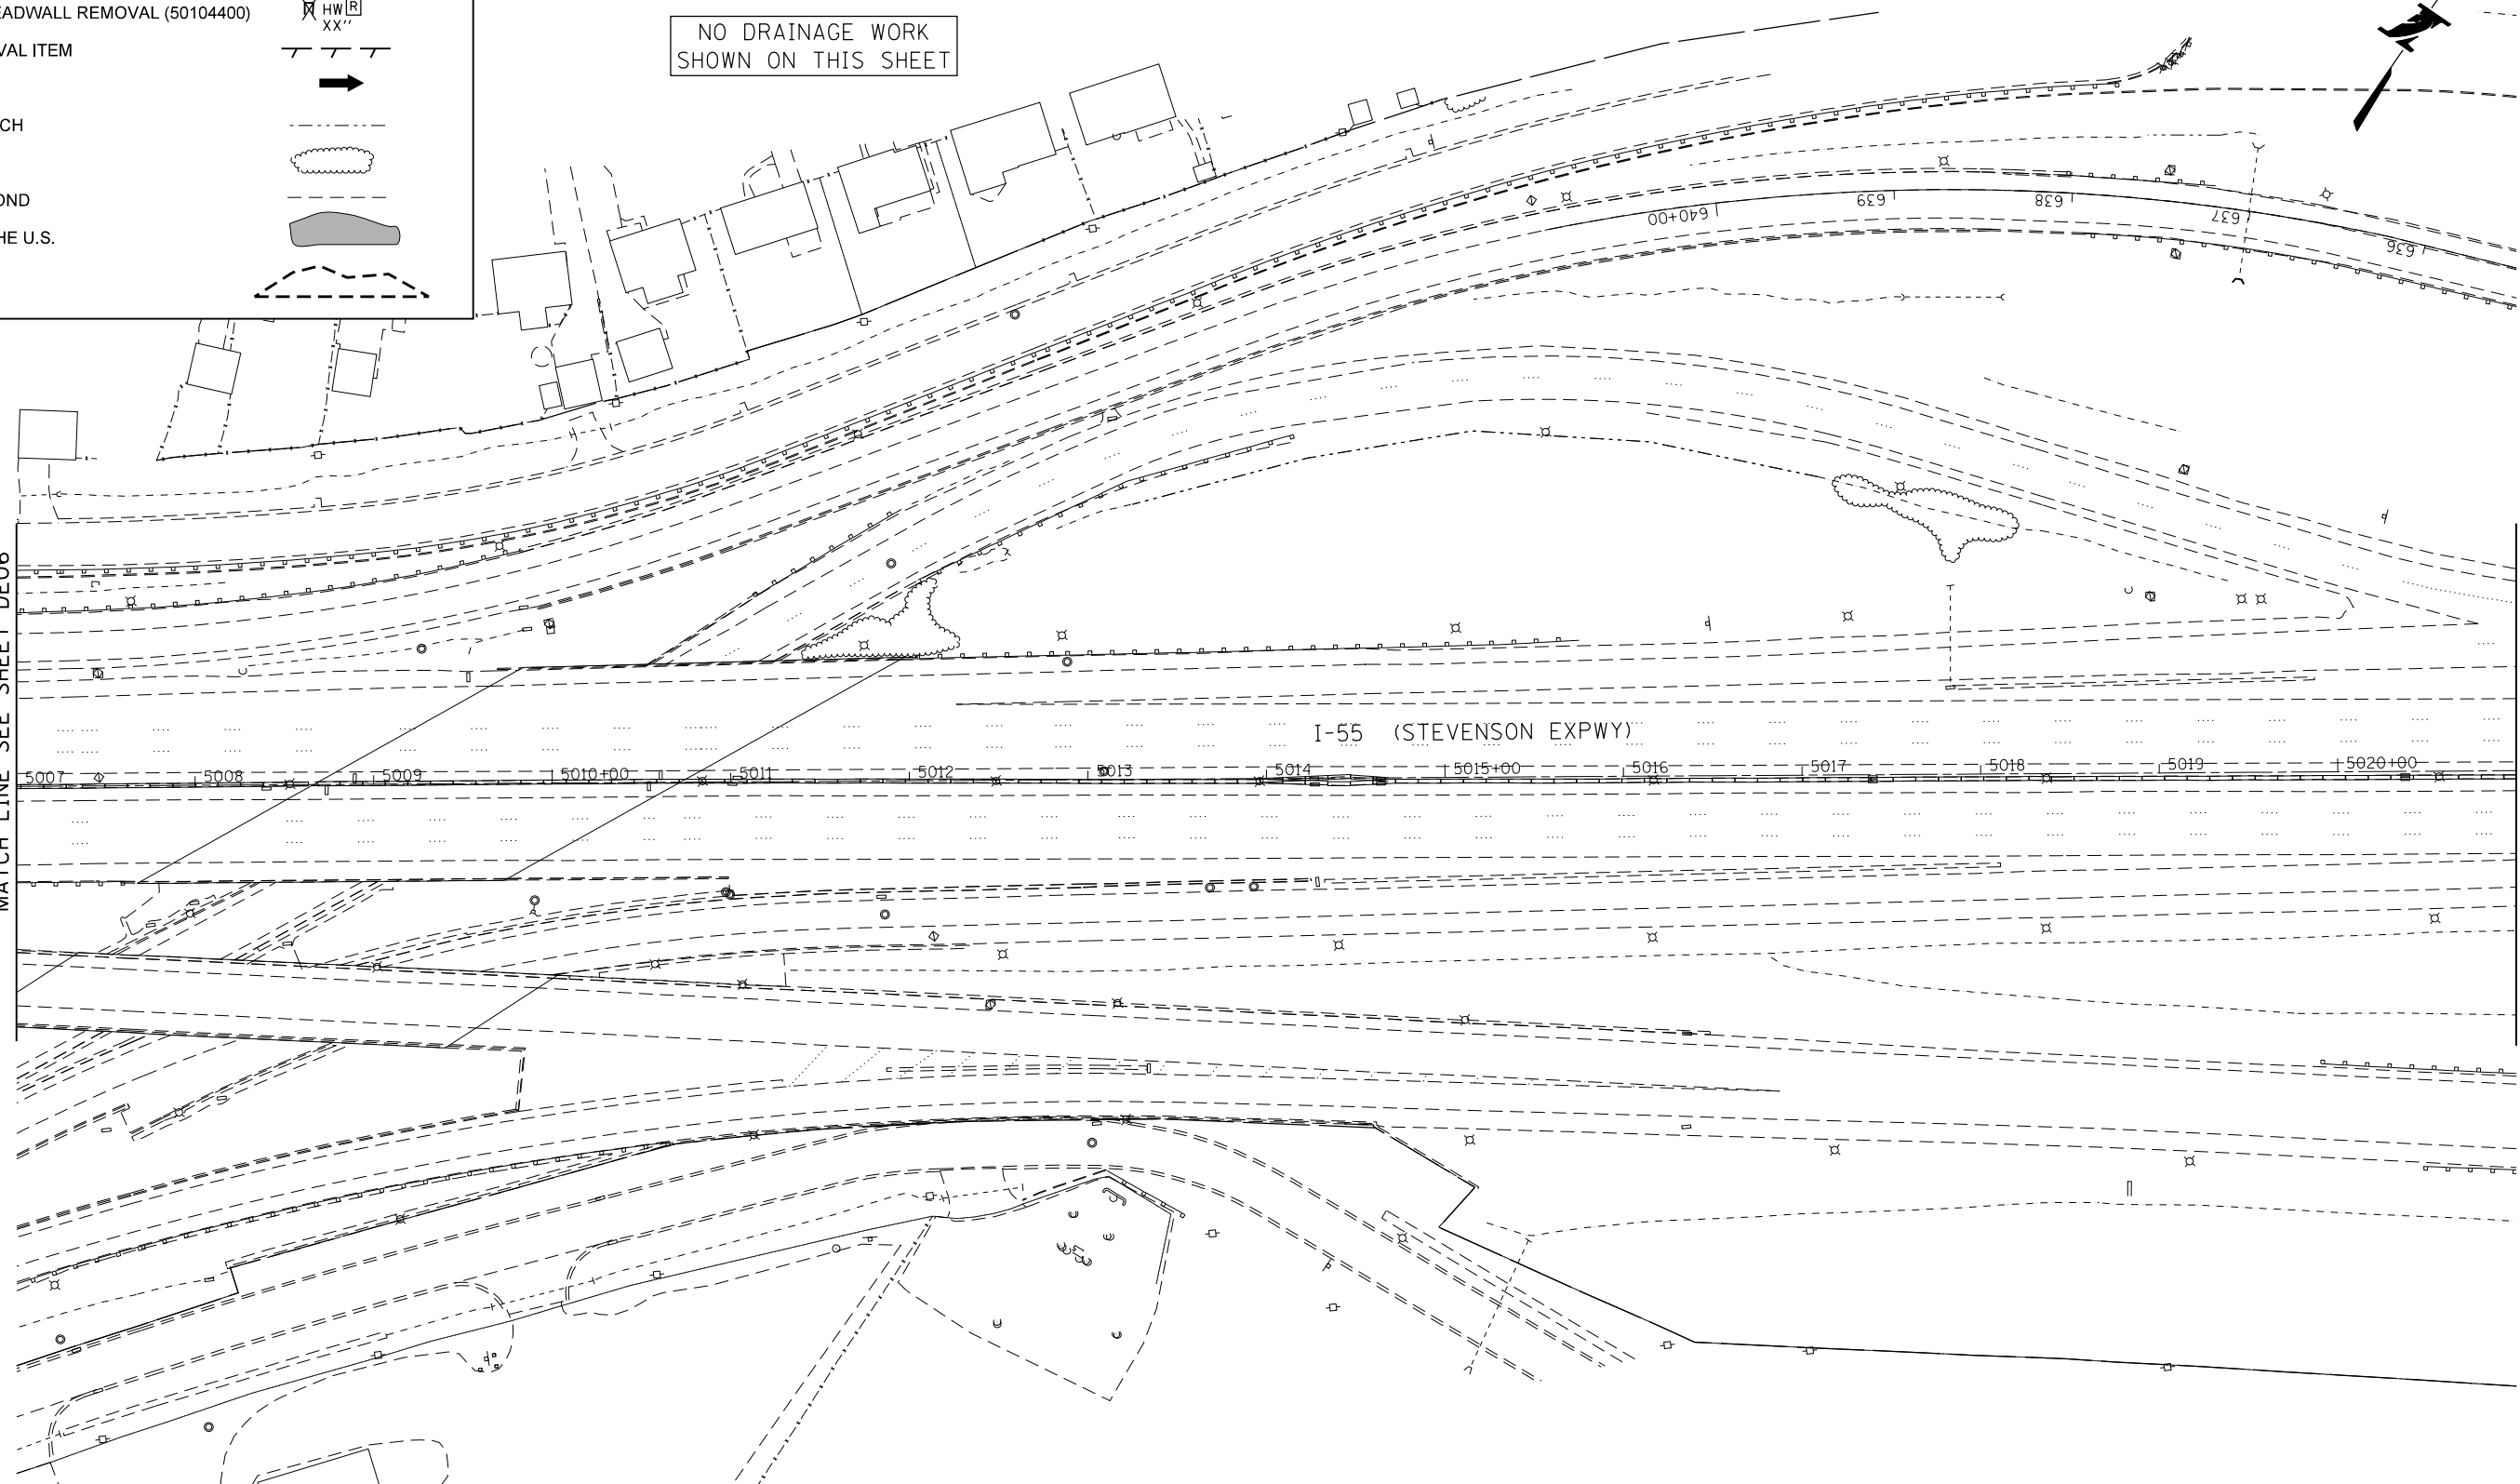 EADWALL REMOVAL (50104400)
HW R
XX''
VAL ITEM
CH
OND
HE U.S.
NO DRAINAGE WORK
SHOWN ON THIS SHEET
640+00
639
638
637
636
MATCH LINE SEE SHEET DE06
I-55 (STEVENSON EXPWY)
5007
5008
5009
5010+00
5011
5012
5013
5014
5015+00
5016
5017
5018
5019
5020+00